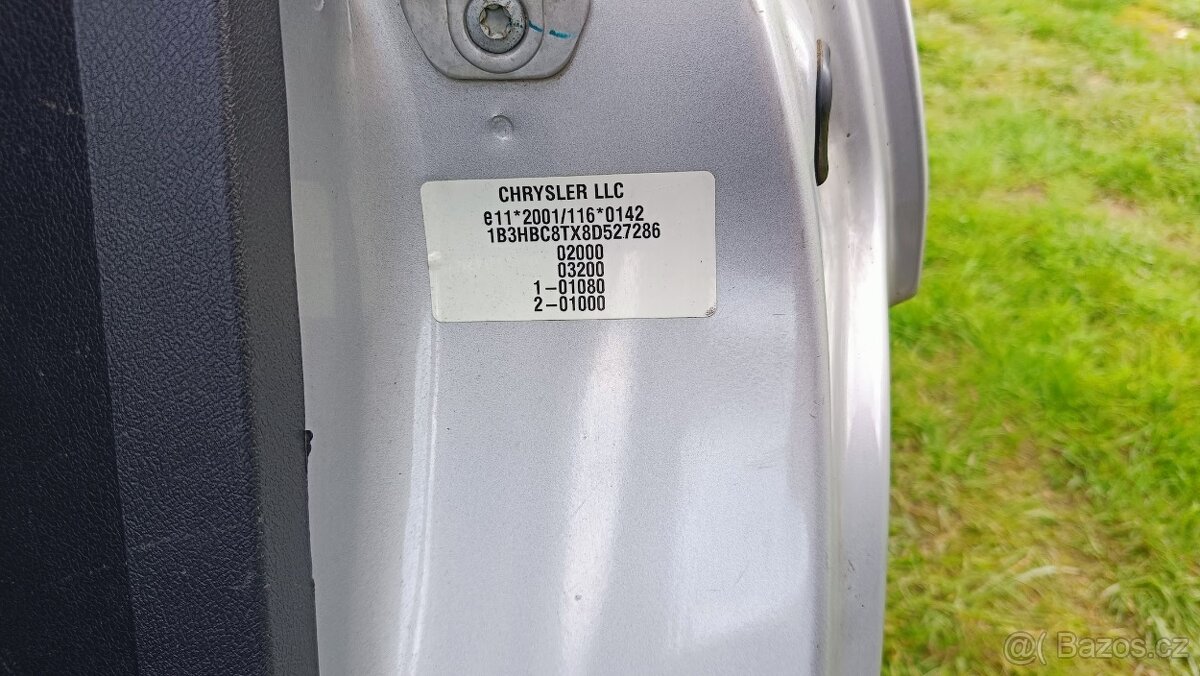 CHRYSLER LLC
e11*2001/116*0142
1B3HBC8TX8D527286
02000
03200
1-01080
2-01000
@( Bazos.cz